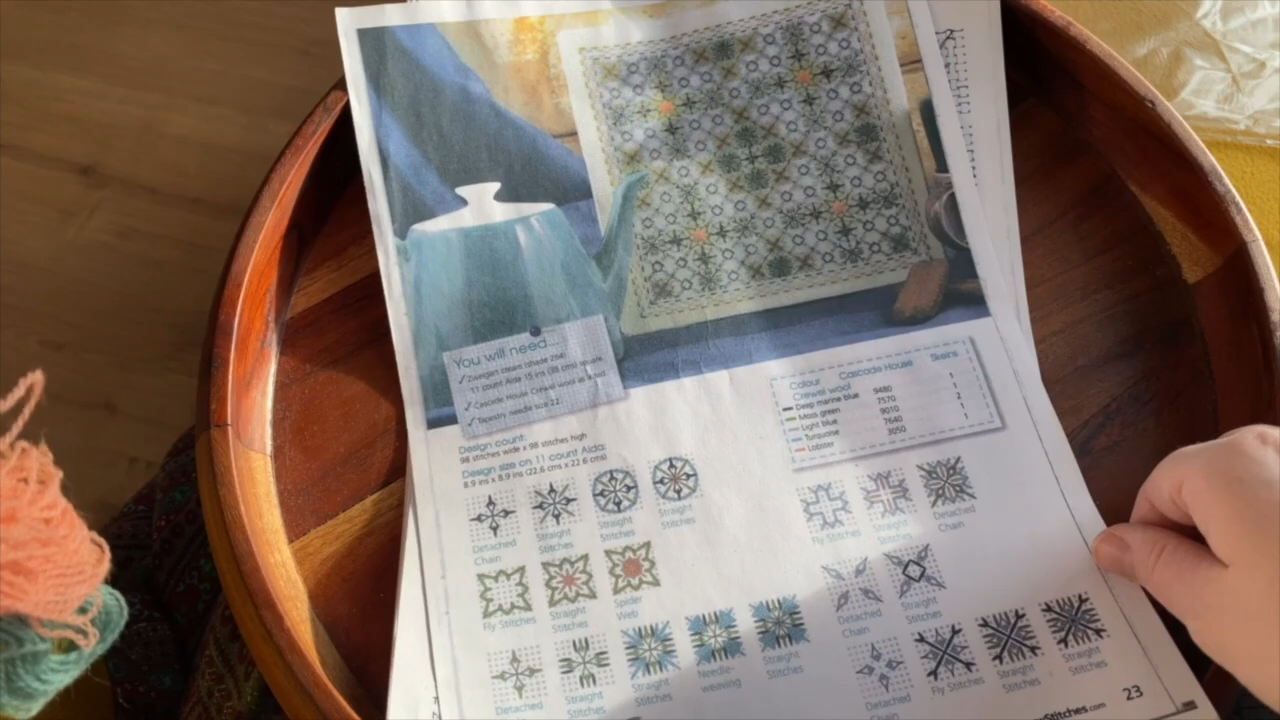 You will need...
✓ Zweigart cream (shade 264)
11 count Aida 15 ins (38 cms) square
✓ Cascade House Crewel wool as listed
✓ Tapestry needle size 22
Design count:
98 stitches wide x 98 stitches high
Design size on 11 count Aida:
8.9 ins x 8.9 ins (22.6 cms x 22.6 cms)
Colour Cascade House Skeins
Crewel wool
Deep marine blue 9480 1
Moss green 7570 1
Light blue 9010 2
Turquoise 7640 1
Lobster 3050 1
Detached
Chain
Straight
Stitches
Straight
Stitches
Straight
Stitches
Fly Stitches
Straight
Stitches
Detached
Chain
Fly Stitches
Straight
Stitches
Spider
Web
Detached
Chain
Straight
Stitches
Detached
Straight
Stitches
Straight
Stitches
Needle-
weaving
Straight
Stitches
Detached
Chain
Fly Stitches
Straight
Stitches
Straight
Stitches
Stitches.com 23